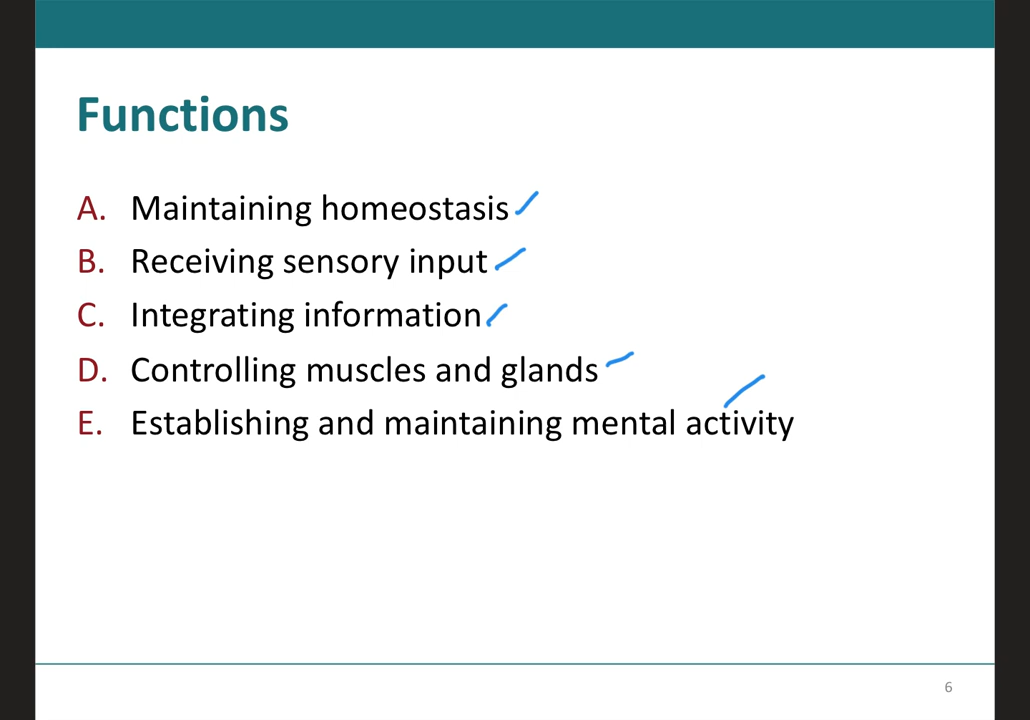 Functions
A. Maintaining homeostasis
B. Receiving sensory input
C. Integrating information
D. Controlling muscles and glands
E. Establishing and maintaining mental activity
6